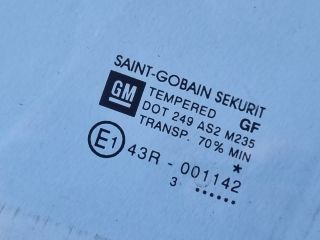 SAINT-GOBAIN SEKURIT
GM TEMPERED GF
DOT 249 AS2 M235
TRANSP. 70% MIN
E1 43R - 001142 *
3 ......